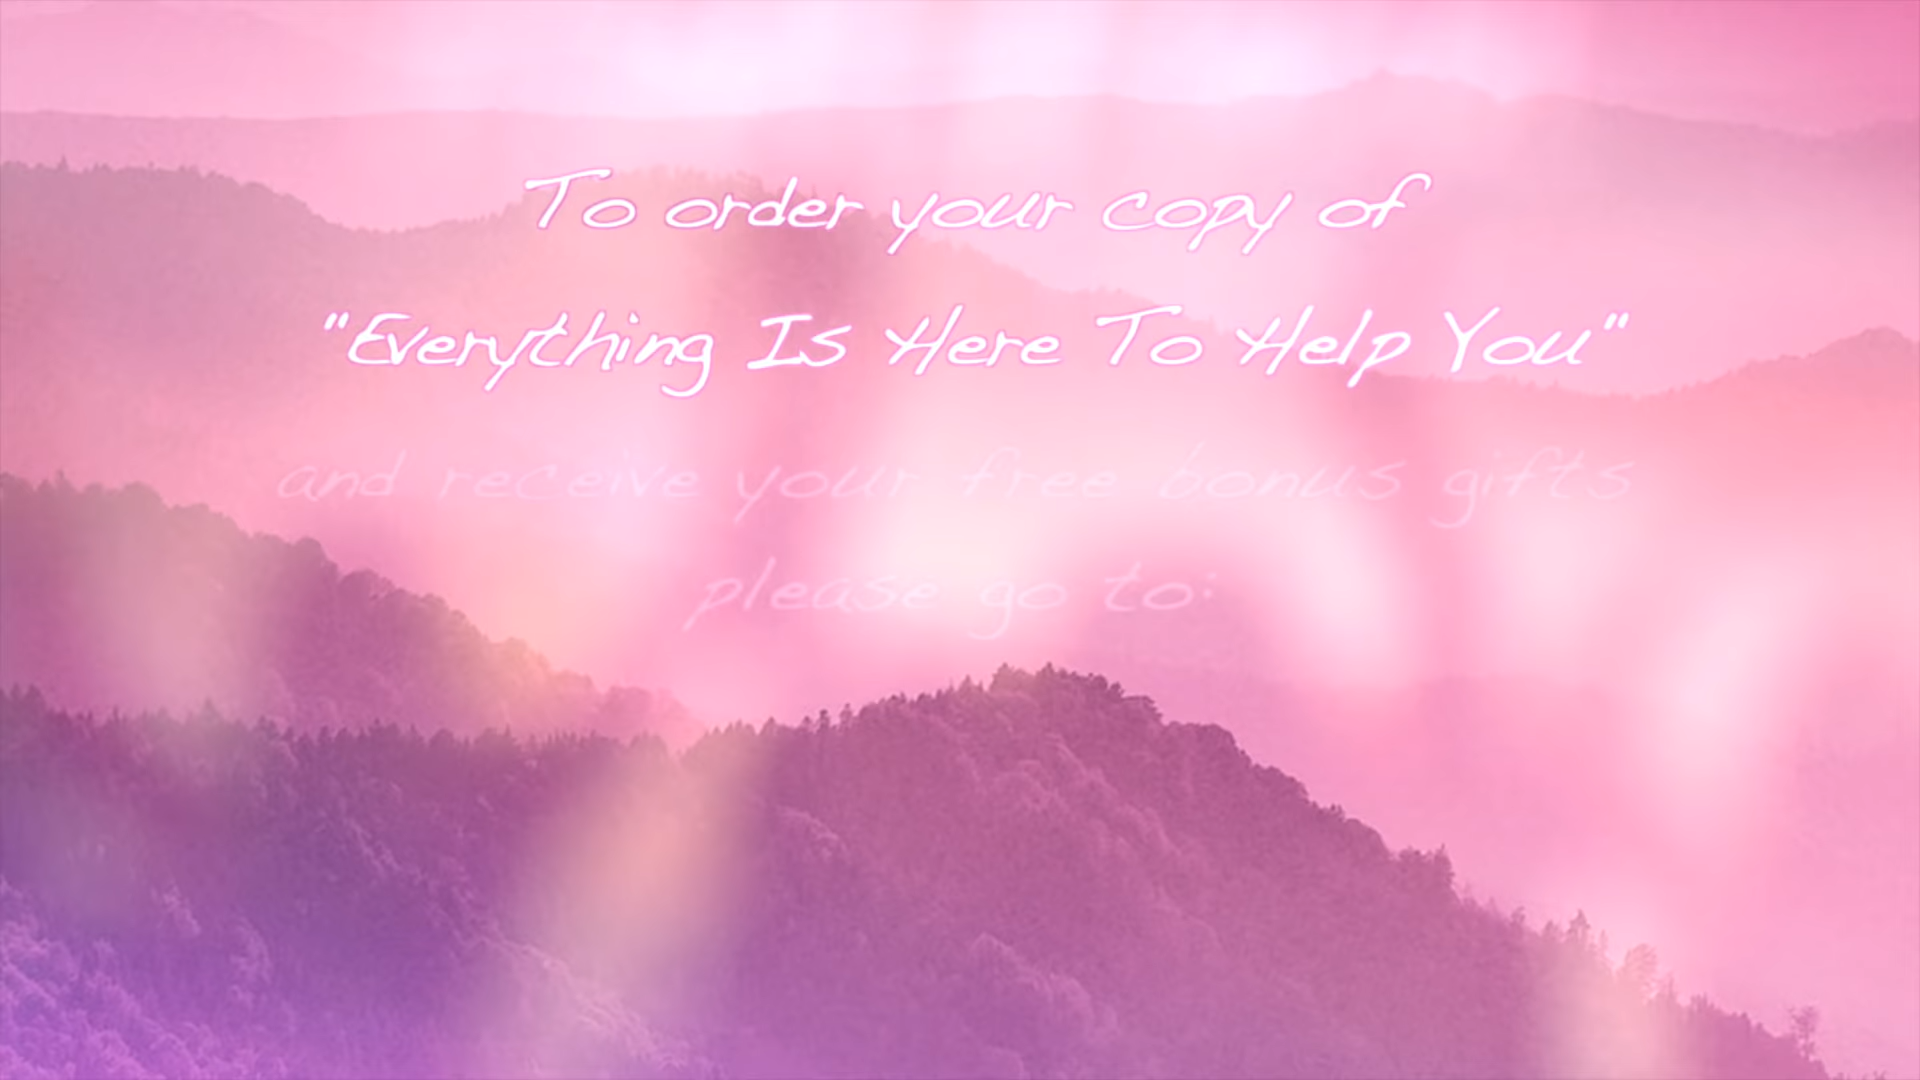 To order your copy of
"Everything Is Here To Help You"
and receive your free bonus gifts
please go to: